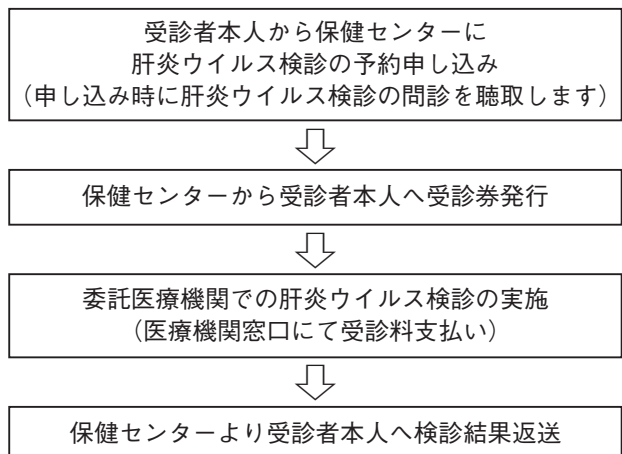 受診者本人から保健センターに
肝炎ウイルス検診の予約申し込み
（申し込み時に肝炎ウイルス検診の問診を聴取します）
保健センターから受診者本人へ受診券発行
委託医療機関での肝炎ウイルス検診の実施
（医療機関窓口にて受診料支払い）
保健センターより受診者本人へ検診結果返送